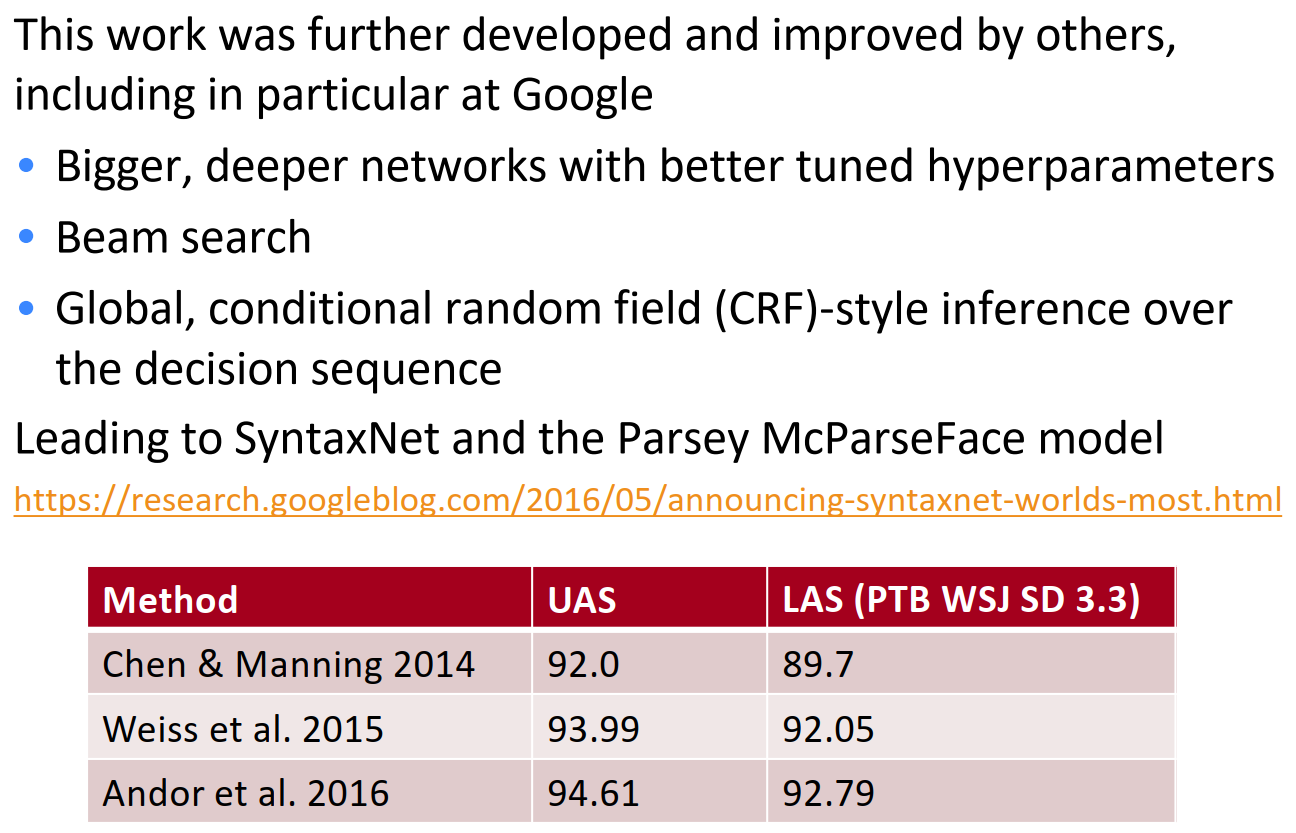 This work was further developed and improved by others,
including in particular at Google
• Bigger, deeper networks with better tuned hyperparameters
• Beam search
• Global, conditional random field (CRF)-style inference over
the decision sequence
Leading to SyntaxNet and the Parsey McParseFace model
https://research.googleblog.com/2016/05/announcing-syntaxnet-worlds-most.html
Method UAS LAS (PTB WSJ SD 3.3)
Chen & Manning 2014 92.0 89.7
Weiss et al. 2015 93.99 92.05
Andor et al. 2016 94.61 92.79